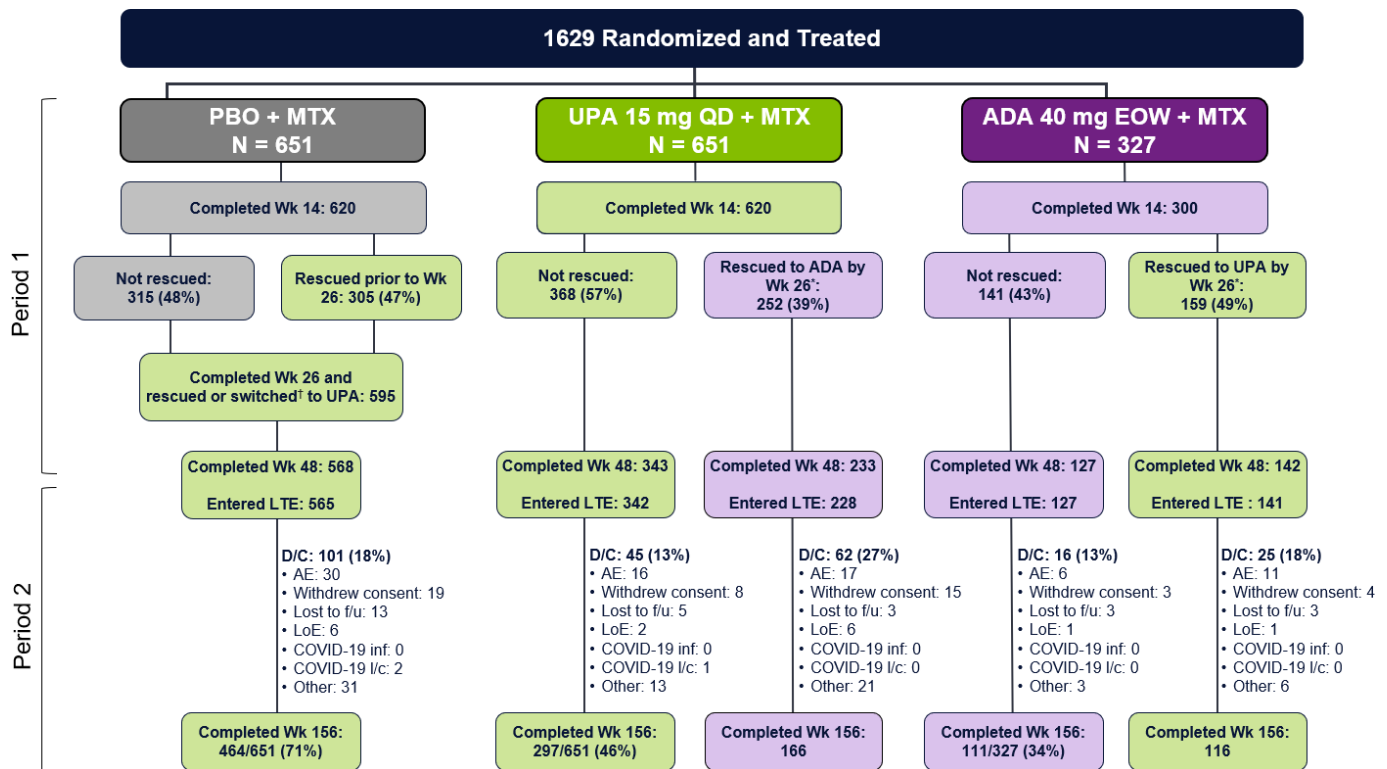 1629 Randomized and Treated
Period 1
PBO + MTX
N = 651
UPA 15 mg QD + MTX
N = 651
ADA 40 mg EOW + MTX
N = 327
Completed Wk 14: 620
Completed Wk 14: 620
Completed Wk 14: 300
Not rescued:
315 (48%)
Rescued prior to Wk
26: 305 (47%)
Not rescued:
368 (57%)
Rescued to ADA by
Wk 26*:
252 (39%)
Not rescued:
141 (43%)
Rescued to UPA by
Wk 26*:
159 (49%)
Completed Wk 26 and
rescued or switched† to UPA: 595
Completed Wk 48: 568
Entered LTE: 565
Completed Wk 48: 343
Entered LTE: 342
Completed Wk 48: 233
Entered LTE: 228
Completed Wk 48: 127
Entered LTE: 127
Completed Wk 48: 142
Entered LTE : 141
Period 2
D/C: 101 (18%)
• AE: 30
• Withdrew consent: 19
• Lost to f/u: 13
• LoE: 6
• COVID-19 inf: 0
• COVID-19 l/c: 2
• Other: 31
D/C: 45 (13%)
• AE: 16
• Withdrew consent: 8
• Lost to f/u: 5
• LoE: 2
• COVID-19 inf: 0
• COVID-19 l/c: 1
• Other: 13
D/C: 62 (27%)
• AE: 17
• Withdrew consent: 15
• Lost to f/u: 3
• LoE: 6
• COVID-19 inf: 0
• COVID-19 l/c: 0
• Other: 21
D/C: 16 (13%)
• AE: 6
• Withdrew consent: 3
• Lost to f/u: 3
• LoE: 1
• COVID-19 inf: 0
• COVID-19 l/c: 0
• Other: 3
D/C: 25 (18%)
• AE: 11
• Withdrew consent: 4
• Lost to f/u: 3
• LoE: 1
• COVID-19 inf: 0
• COVID-19 l/c: 0
• Other: 6
Completed Wk 156:
464/651 (71%)
Completed Wk 156:
297/651 (46%)
Completed Wk 156:
166
Completed Wk 156:
111/327 (34%)
Completed Wk 156:
116